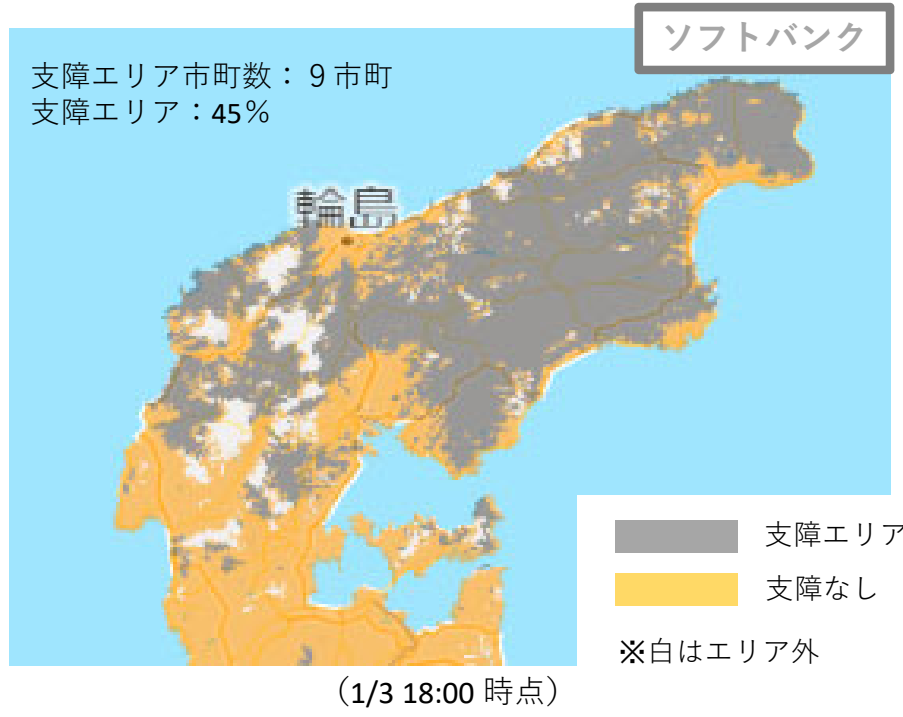 ソフトバンク
支障エリア市町数：９市町
支障エリア：45％
輪島
支障エリア
支障なし
※白はエリア外
（1/3 18:00 時点）